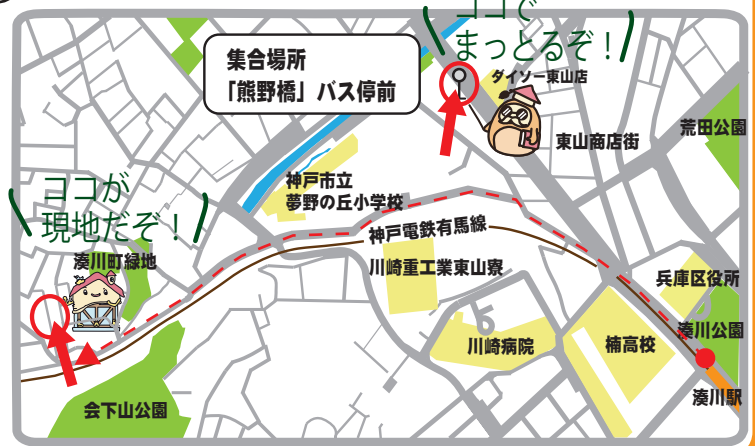 ココで
まっとるぞ！
集合場所
「熊野橋」バス停前
ダイソー東山店
東山商店街
荒田公園
神戸市立
夢野の丘小学校
ココが
現地だぞ！
湊川町緑地
神戸電鉄有馬線
川崎重工業東山寮
兵庫区役所
湊川公園
川崎病院
楠高校
湊川駅
会下山公園